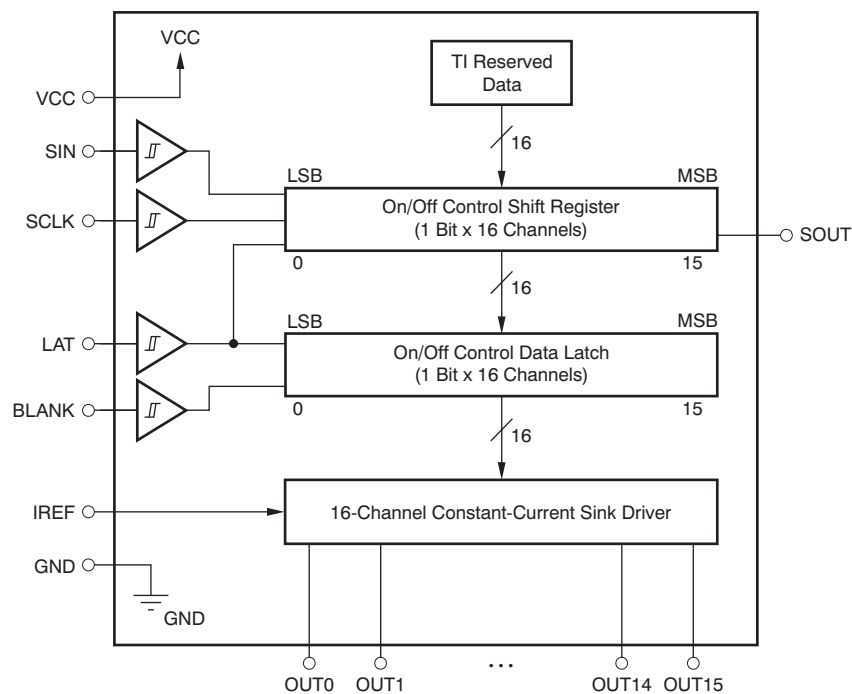 VCC
TI Reserved
Data
VCC
SIN
16
LSB
MSB
SCLK
On/Off Control Shift Register
(1 Bit x 16 Channels)
SOUT
0
15
16
LSB
MSB
LAT
On/Off Control Data Latch
(1 Bit x 16 Channels)
BLANK
0
15
16
IREF
16-Channel Constant-Current Sink Driver
GND
GND
OUT0
OUT1
...
OUT14
OUT15